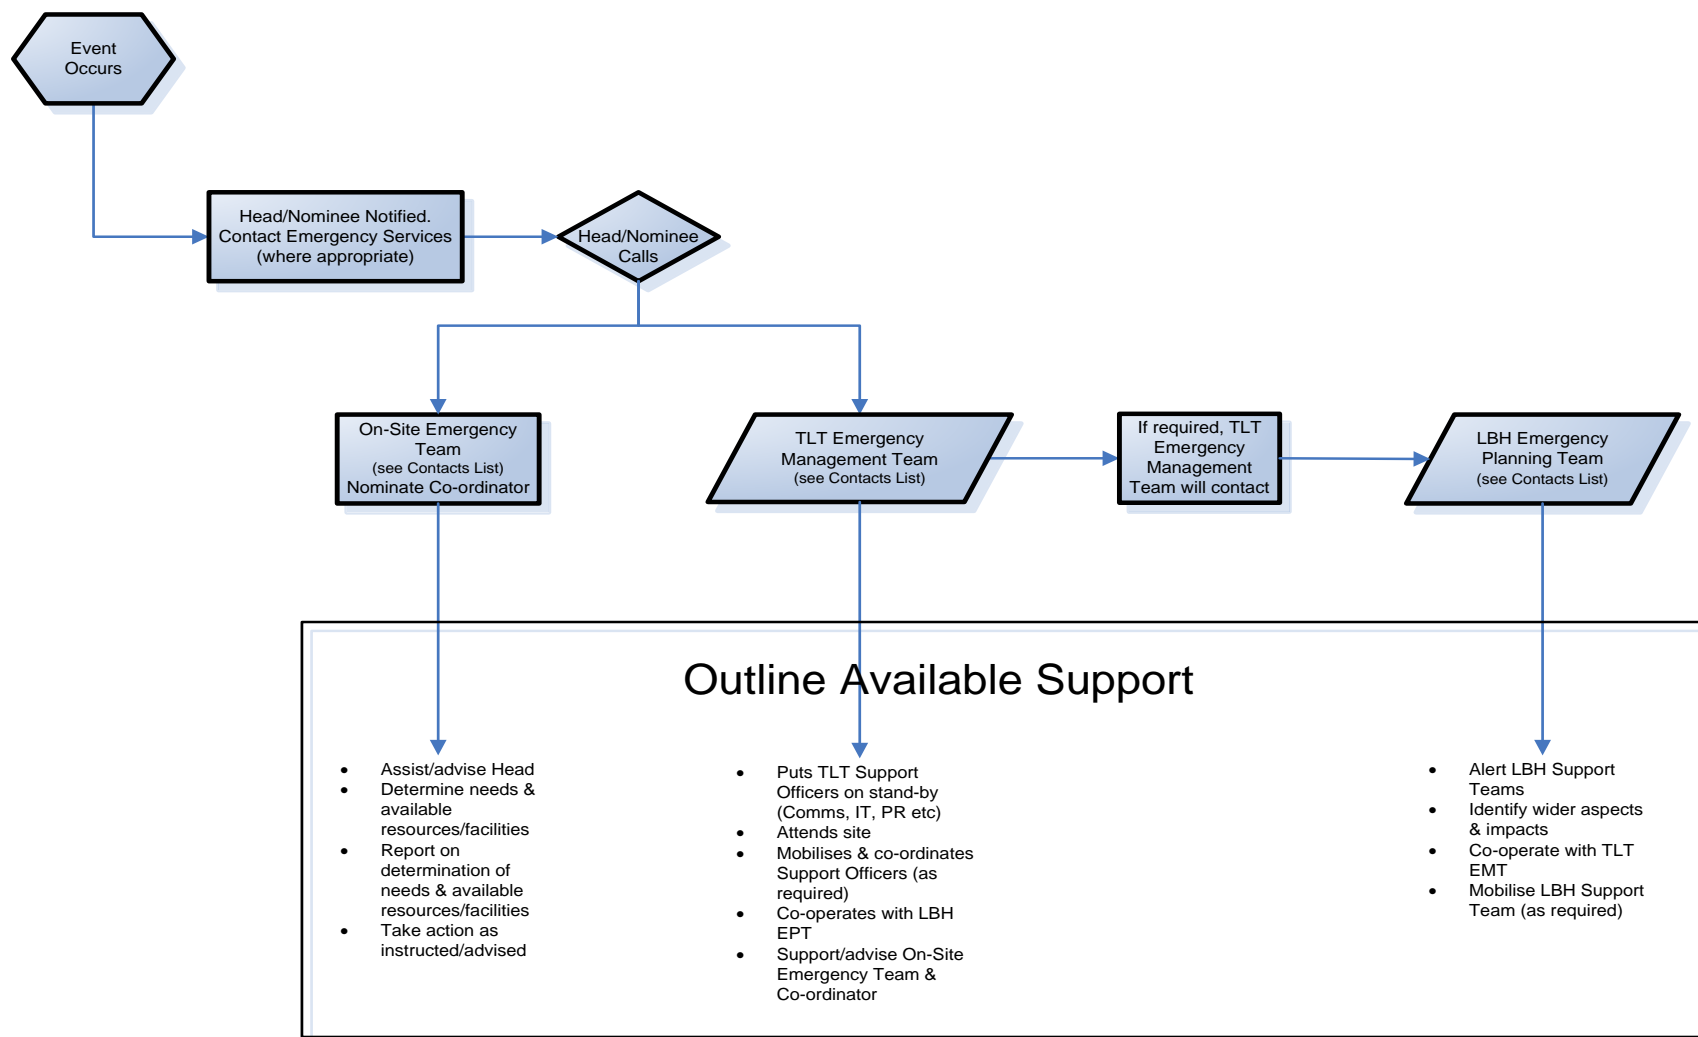 Event
Occurs
Head/Nominee Notified.
Contact Emergency Services
(where appropriate)
Head/Nominee
Calls
On-Site Emergency
Team
(see Contacts List)
Nominate Co-ordinator
TLT Emergency
Management Team
(see Contacts List)
If required, TLT
Emergency
Management
Team will contact
LBH Emergency
Planning Team
(see Contacts List)
Outline Available Support
• Assist/advise Head
• Determine needs &
available
resources/facilities
• Report on
determination of
needs & available
resources/facilities
• Take action as
instructed/advised
• Puts TLT Support
Officers on stand-by
(Comms, IT, PR etc)
• Attends site
• Mobilises & co-ordinates
Support Officers (as
required)
• Co-operates with LBH
EPT
• Support/advise On-Site
Emergency Team &
Co-ordinator
• Alert LBH Support
Teams
• Identify wider aspects
& impacts
• Co-operate with TLT
EMT
• Mobilise LBH Support
Team (as required)